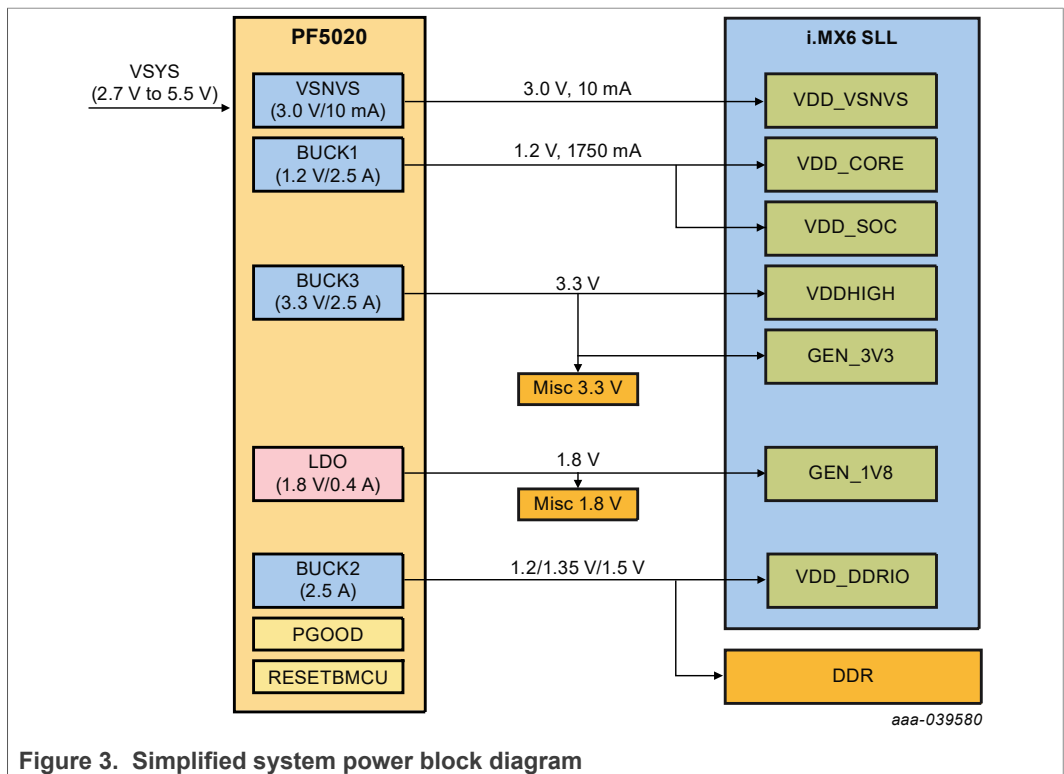 PF5020
i.MX6 SLL
VSYS
(2.7 V to 5.5 V)
VSNVS
(3.0 V/10 mA)
3.0 V, 10 mA
VDD_VSNVS
BUCK1
(1.2 V/2.5 A)
1.2 V, 1750 mA
VDD_CORE
VDD_SOC
BUCK3
(3.3 V/2.5 A)
3.3 V
VDDHIGH
GEN_3V3
Misc 3.3 V
LDO
(1.8 V/0.4 A)
1.8 V
GEN_1V8
Misc 1.8 V
BUCK2
(2.5 A)
1.2/1.35 V/1.5 V
VDD_DDRIO
PGOOD
RESETBMCU
DDR
aaa-039580
Figure 3. Simplified system power block diagram